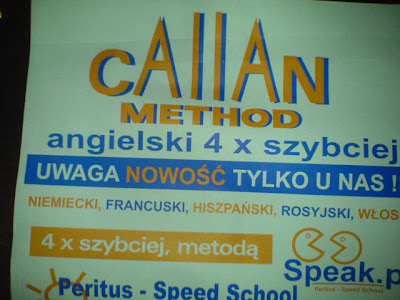 CAllAN
METHOD
angielski 4 x szybciej
UWAGA NOWOŚĆ TYLKO U NAS !
NIEMIECKI, FRANCUSKI, HISZPAŃSKI, ROSYJSKI, WŁOS
4 x szybciej, metodą
Speak.p
Peritus - Speed School
Peritus - Speed School